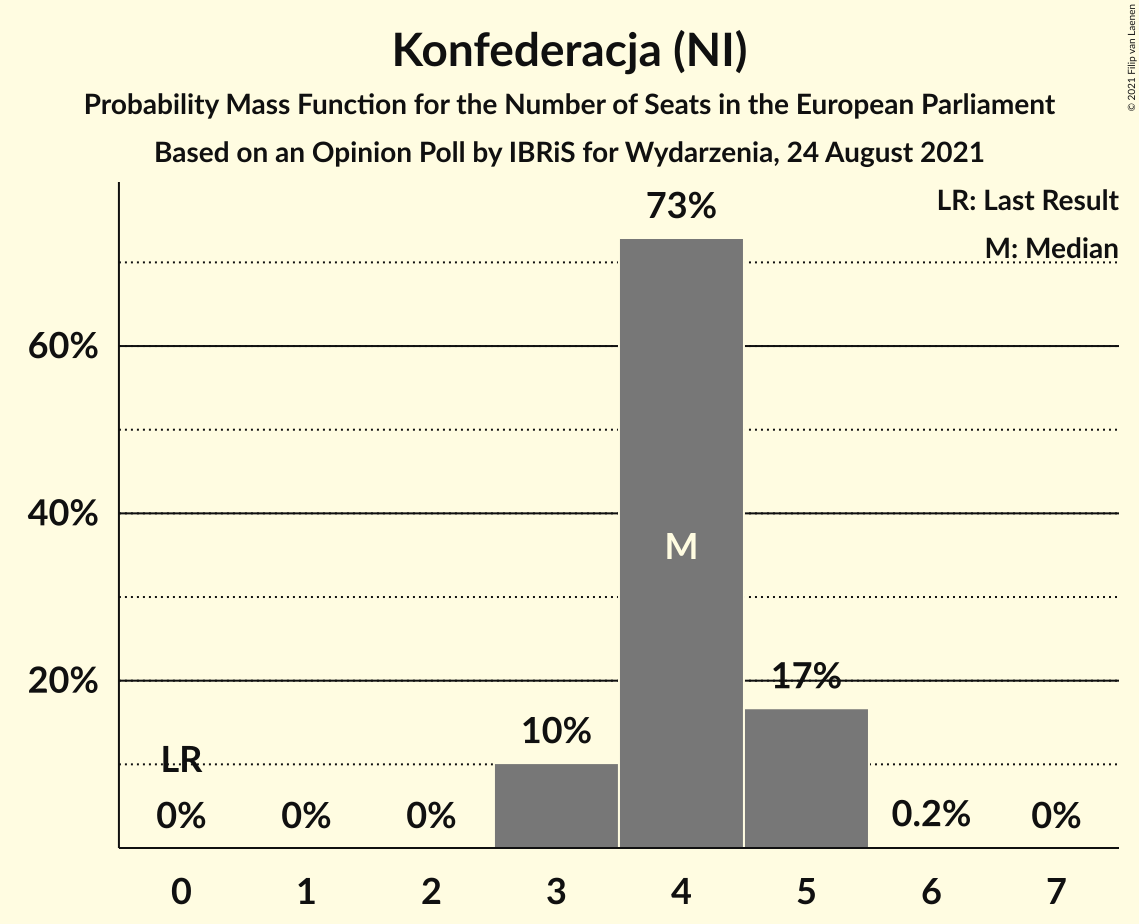 Konfederacja (NI)
Probability Mass Function for the Number of Seats in the European Parliament
Based on an Opinion Poll by IBRiS for Wydarzenia, 24 August 2021
© 2021 Filip van Laenen
LR: Last Result
M: Median
73%
60%
40%
M
20%
17%
10%
LR
0%
0%
0%
0.2%
0%
0 1 2 3 4 5 6 7